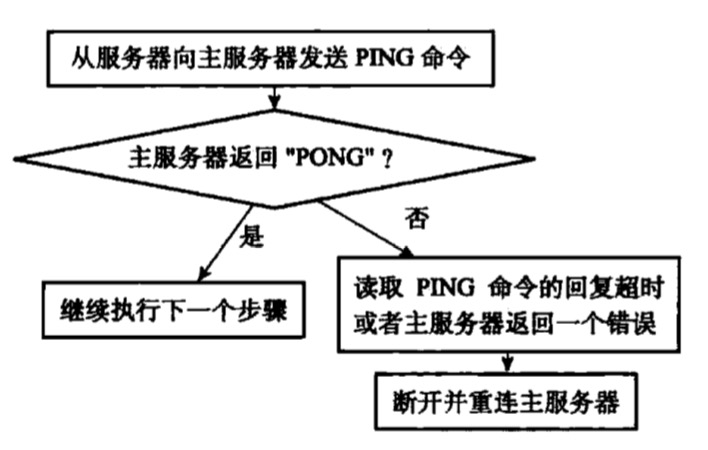 从服务器向主服务器发送 PING 命令
主服务器返回 "PONG" ?
是
否
继续执行下一个步骤
读取 PING 命令的回复超时
或者主服务器返回一个错误
断开并重连主服务器